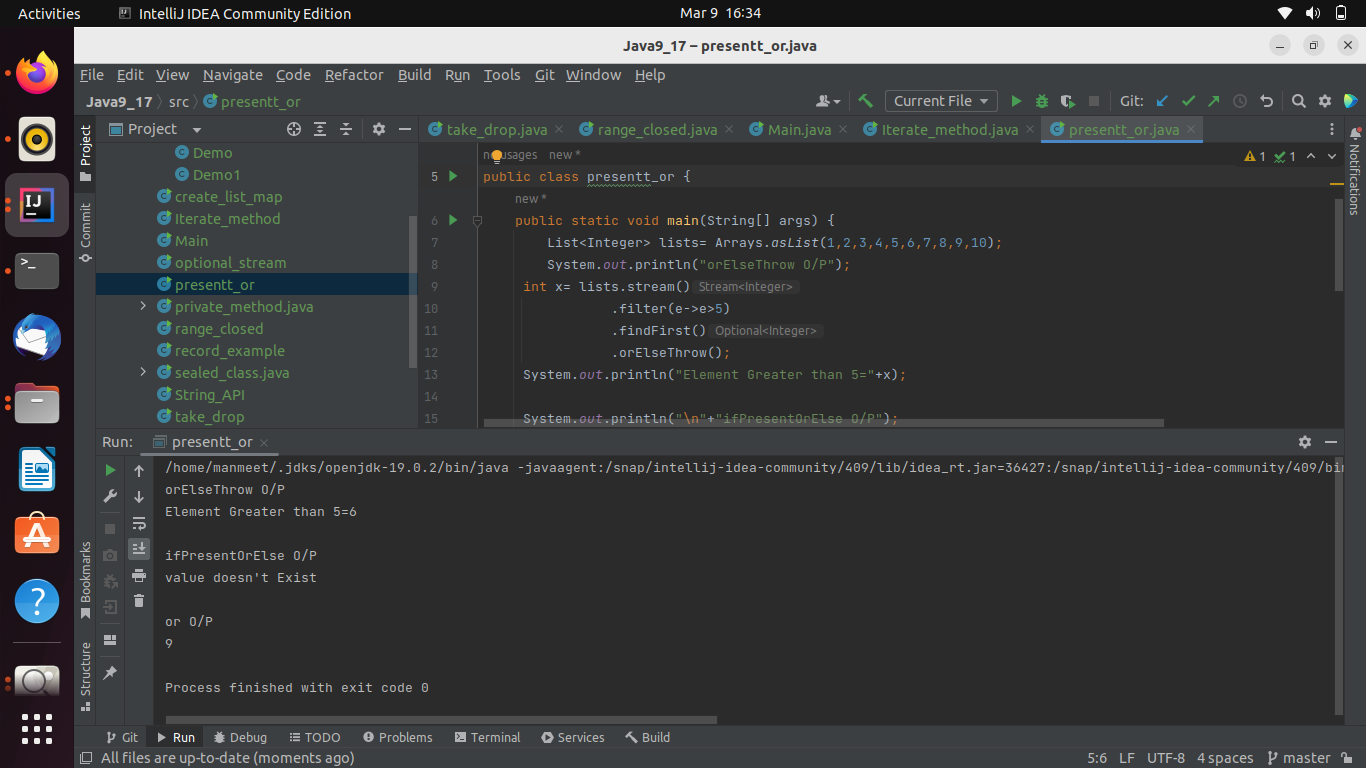 Activities
IntelliJ IDEA Community Edition
Mar 9 16:34
Java9_17 – presentt_or.java
File Edit View Navigate Code Refactor Build Run Tools Git Window Help
Java9_17 src presentt_or
Current File
Git:
Project
take_drop.java
range_closed.java
Main.java
Iterate_method.java
presentt_or.java
Project
Commit
Bookmarks
Structure
Notifications
Demo
Demo1
create_list_map
Iterate_method
Main
optional_stream
presentt_or
private_method.java
range_closed
record_example
sealed_class.java
String_API
take_drop
usages new *
1 1
5 public class presentt_or {
new *
6 public static void main(String[] args) {
7 List<Integer> lists= Arrays.asList(1,2,3,4,5,6,7,8,9,10);
8 System.out.println("orElseThrow O/P");
9 int x= lists.stream() Stream<Integer>
10 .filter(e->e>5)
11 .findFirst() Optional<Integer>
12 .orElseThrow();
13 System.out.println("Element Greater than 5="+x);
14
15 System.out.println("\n"+"ifPresentOrElse O/P");
Run: presentt_or
/home/manmeet/.jdks/openjdk-19.0.2/bin/java -javaagent:/snap/intellij-idea-community/409/lib/idea_rt.jar=36427:/snap/intellij-idea-community/409/bin
orElseThrow O/P
Element Greater than 5=6
ifPresentOrElse O/P
value doesn't Exist
or O/P
9
Process finished with exit code 0
Git Run Debug TODO Problems Terminal Services Build
All files are up-to-date (moments ago)
5:6 LF UTF-8 4 spaces master